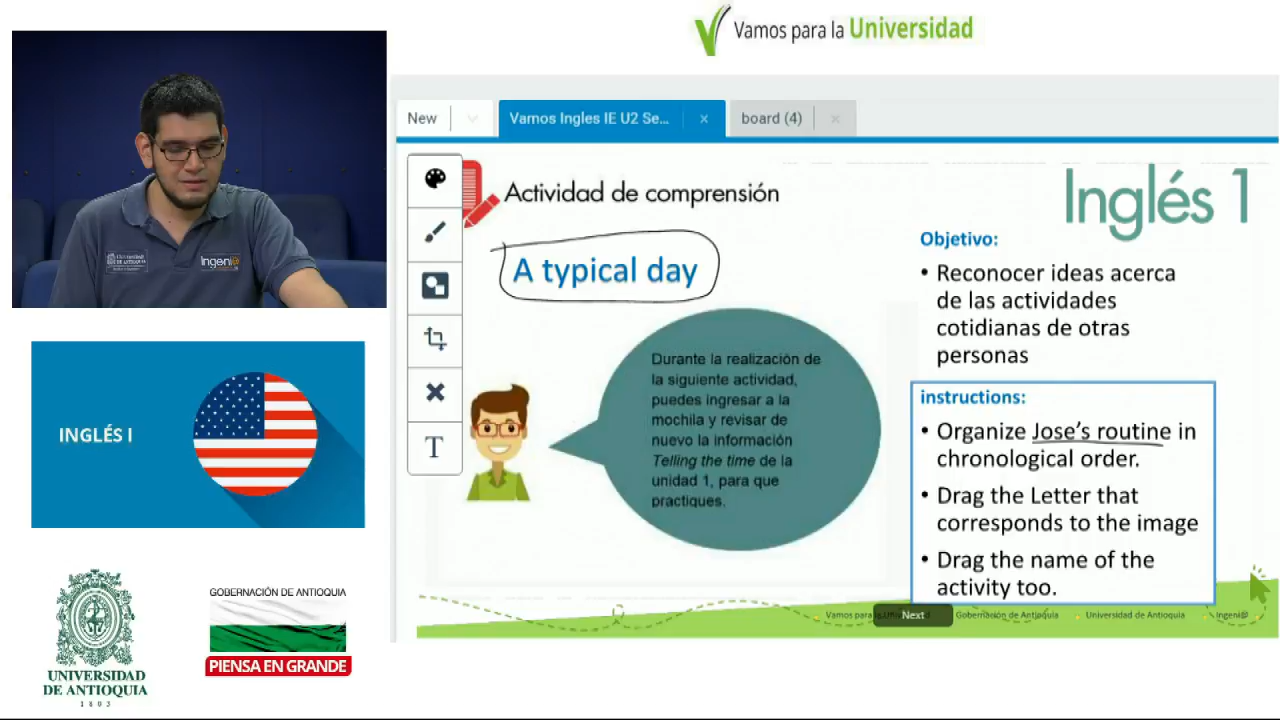 Vamos para la Universidad
New
Vamos Ingles IE U2 Se...
board (4)
Actividad de comprensión
Inglés 1
A typical day
Objetivo:
• Reconocer ideas acerca
de las actividades
cotidianas de otras
personas
Durante la realización de
la siguiente actividad,
puedes ingresar a la
mochila y revisar de
nuevo la información
Telling the time de la
unidad 1, para que
practiques.
instructions:
• Organize Jose's routine in
chronological order.
• Drag the Letter that
corresponds to the image
• Drag the name of the
activity too.
T
Next
Gobernación de Antioquia
Universidad de Antioquia
Ingeni@
INGLÉS I
UNIVERSIDAD
DE ANTIOQUIA
1803
GOBERNACIÓN DE ANTIOQUIA
PIENSA EN GRANDE